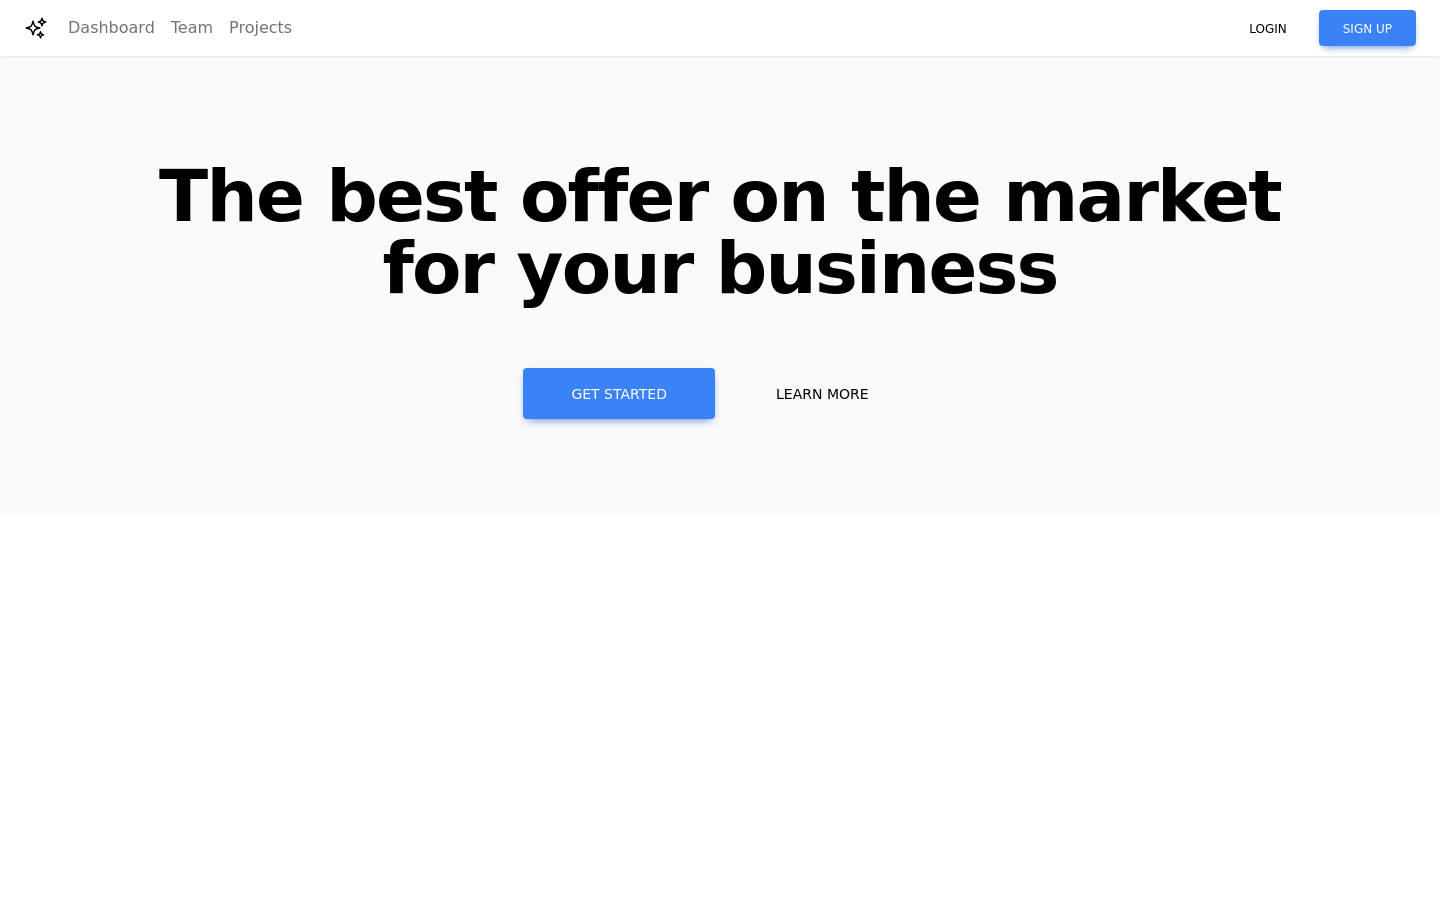 Dashboard Team Projects LOGIN SIGN UP
The best offer on the market
for your business
GET STARTED LEARN MORE